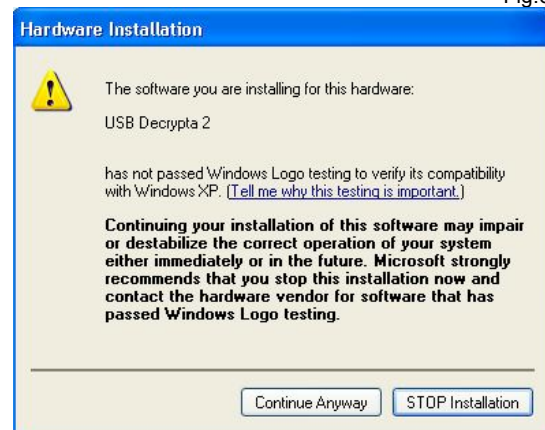 Hardware Installation
The software you are installing for this hardware:
USB Decrypta 2
has not passed Windows Logo testing to verify its compatibility
with Windows XP. (Tell me why this testing is important.)
Continuing your installation of this software may impair
or destabilize the correct operation of your system
either immediately or in the future. Microsoft strongly
recommends that you stop this installation now and
contact the hardware vendor for software that has
passed Windows Logo testing.
Continue Anyway
STOP Installation